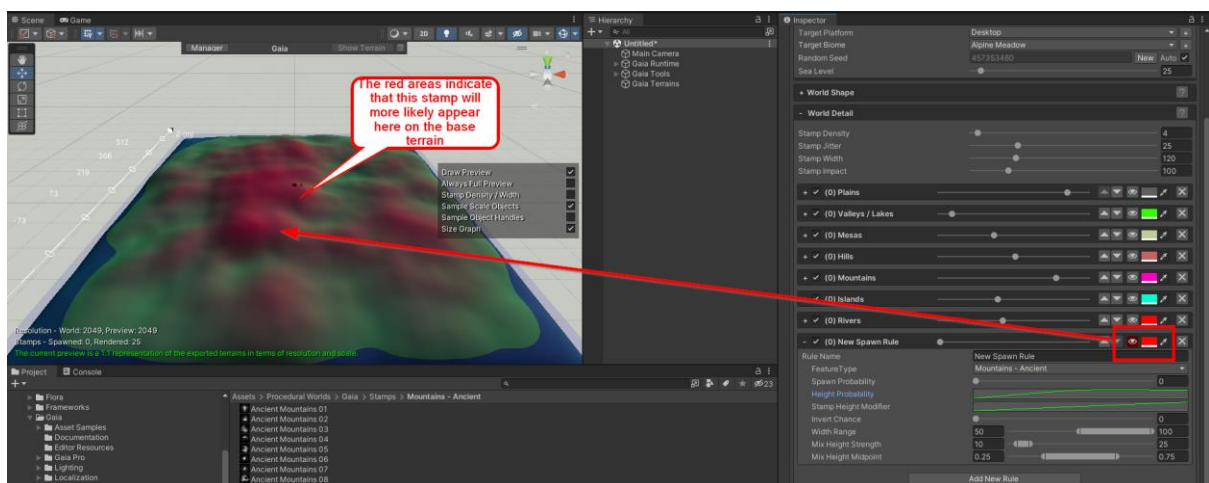 Scene
Game
Manager
Gaia
Show Terrain
2D
The red areas indicate
that this stamp will
more likely appear
here on the base
terrain
512
366
219
73
-73
Draw Preview
Always Full Preview
Stamp Density / Width
Sample Scale Objects
Sample Object Handles
Size Graph
Resolution - World: 2049, Preview: 2049
Stamps - Spawned: 0, Rendered: 25
The current preview is a 1:1 representation of the exported terrains in terms of resolution and scale.
Hierarchy
All
Untitled*
Main Camera
Gaia Runtime
Gaia Tools
Gaia Terrains
Project
Console
23
Flora
Frameworks
Gaia
Asset Samples
Documentation
Editor Resources
Gaia Pro
Lighting
Localization
Assets > Procedural Worlds > Gaia > Stamps > Mountains - Ancient
Ancient Mountains 01
Ancient Mountains 02
Ancient Mountains 03
Ancient Mountains 04
Ancient Mountains 05
Ancient Mountains 06
Ancient Mountains 07
Ancient Mountains 08
Inspector
Target Platform Desktop
Target Biome Alpine Meadow
Random Seed 457353460 New Auto
Sea Level 25
+ World Shape
- World Detail
Stamp Density 4
Stamp Jitter 25
Stamp Width 120
Stamp Impact 100
+ (0) Plains
+ (0) Valleys / Lakes
+ (0) Mesas
+ (0) Hills
+ (0) Mountains
+ (0) Islands
+ (0) Rivers
- (0) New Spawn Rule
Rule Name New Spawn Rule
FeatureType Mountains - Ancient
Spawn Probability 0
Height Probability
Stamp Height Modifier
Invert Chance 0
Width Range 50 100
Mix Height Strength 10 25
Mix Height Midpoint 0.25 0.75
Add New Rule